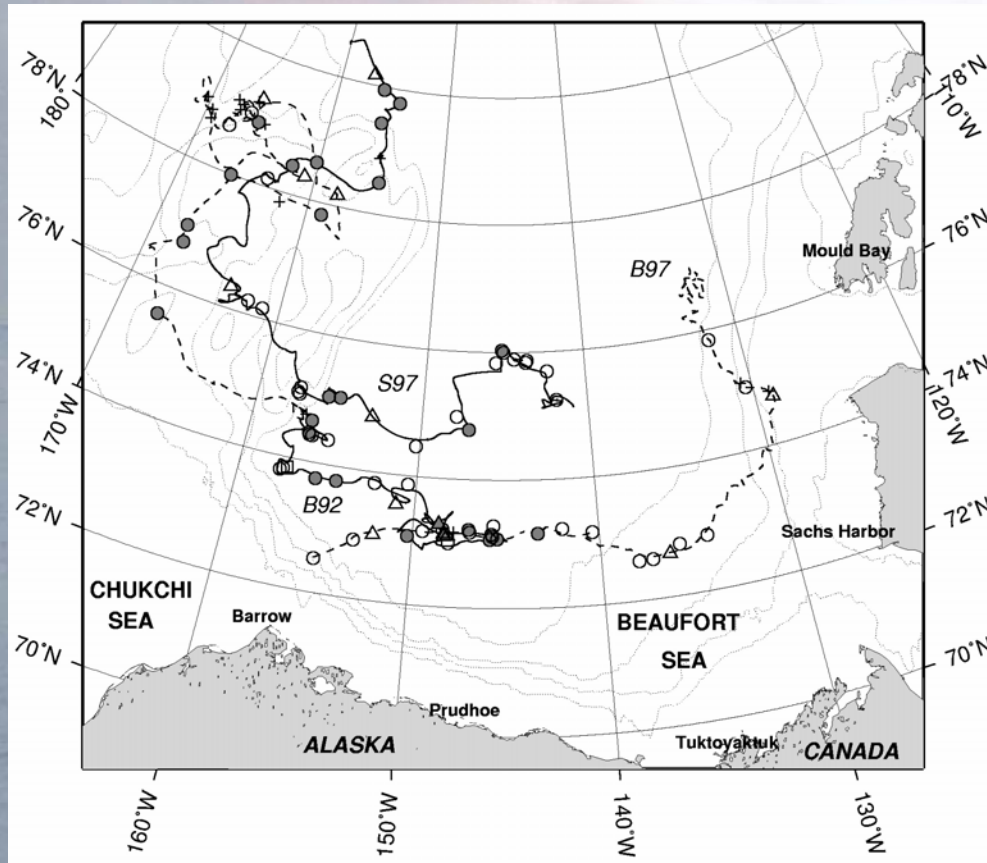 78°N
180°
76°N
74°N
170°W
72°N
70°N
78°N
110°W
76°N
74°N
120°W
72°N
70°N
Mould Bay
B97
S97
B92
Sachs Harbor
CHUKCHI
SEA
Barrow
BEAUFORT
SEA
Prudhoe
ALASKA
Tuktoyaktuk
CANADA
160°W
150°W
140°W
130°W